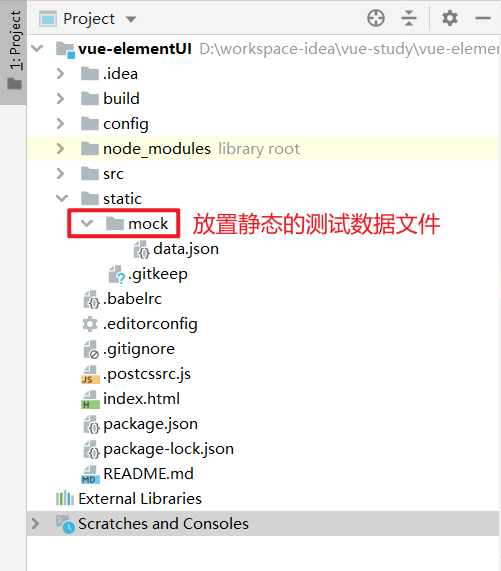 1: Project
Project
vue-elementUI D:\workspace-idea\vue-study\vue-elemen
.idea
build
config
node_modules library root
src
static
mock 放置静态的测试数据文件
data.json
.gitkeep
.babelrc
.editorconfig
.gitignore
.postcssrc.js
index.html
package.json
package-lock.json
README.md
External Libraries
Scratches and Consoles